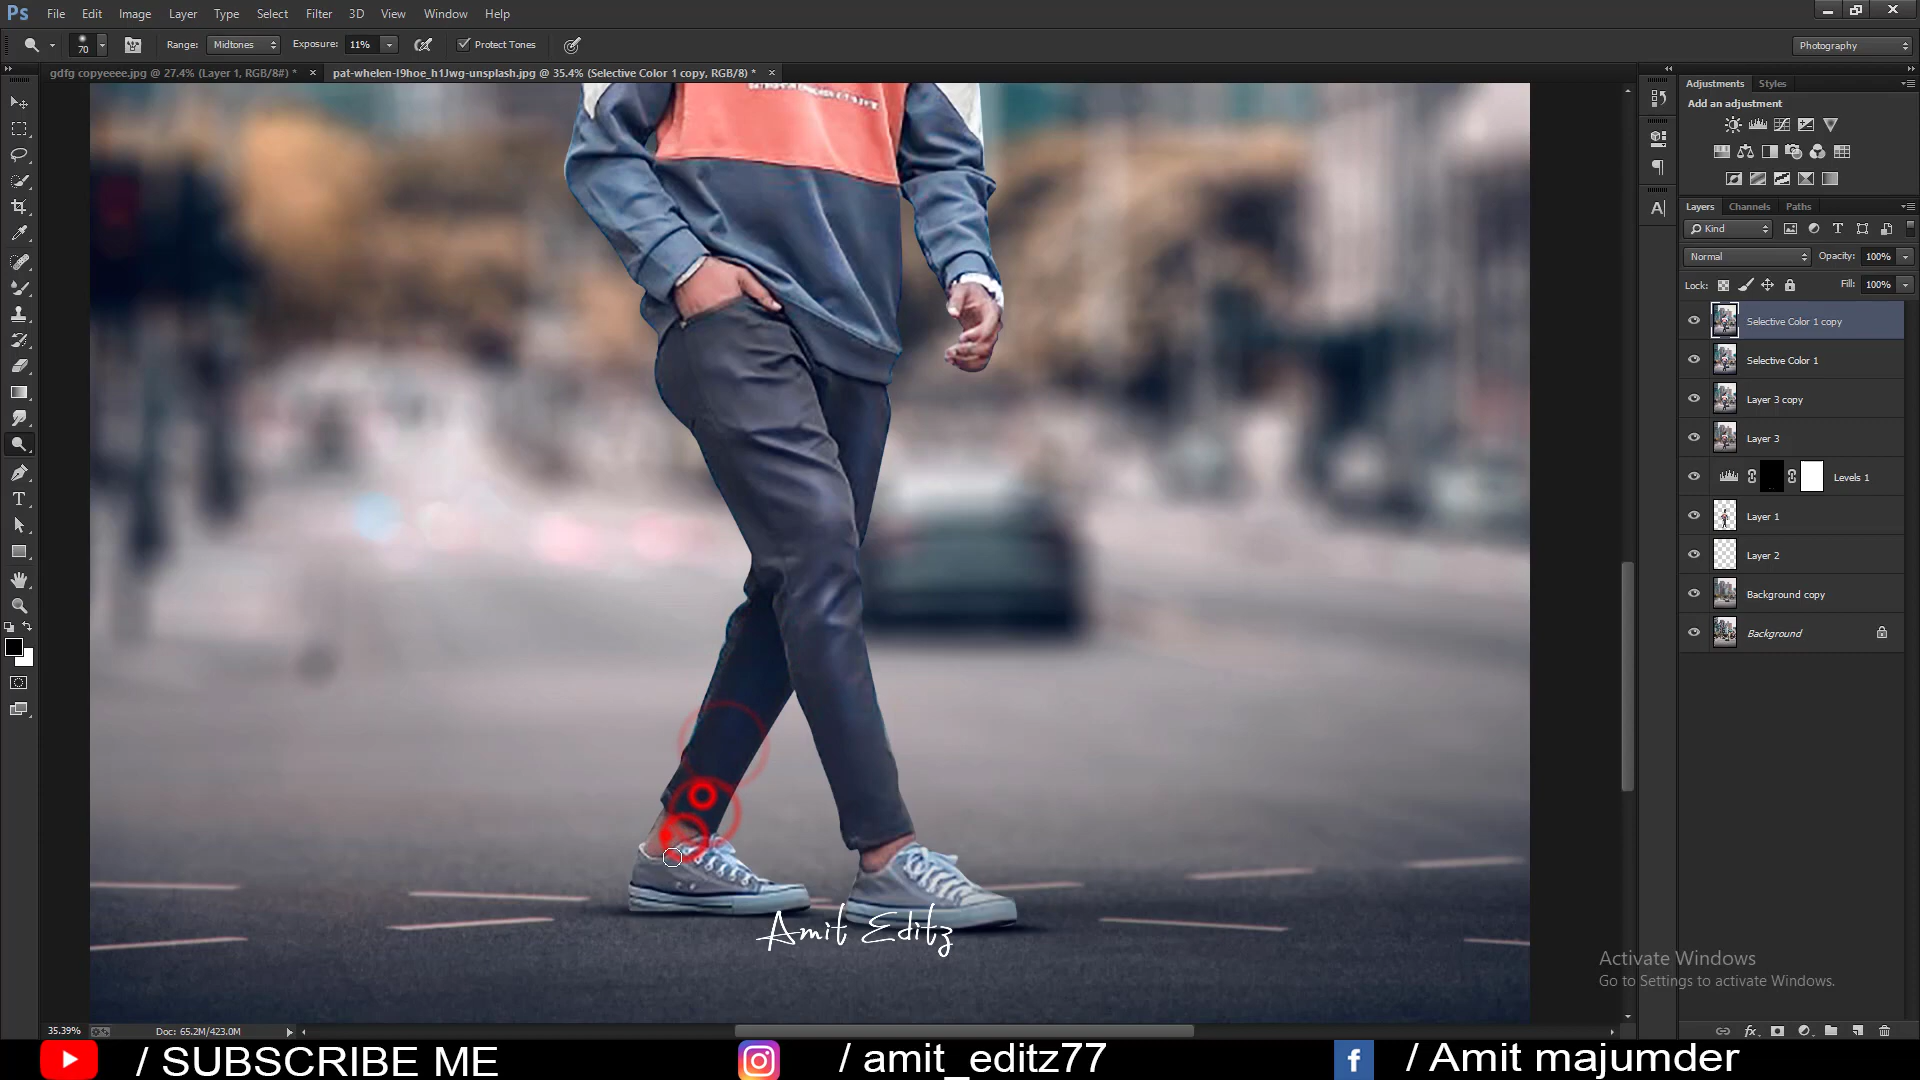 Ps File Edit Image Layer Type Select Filter 3D View Window Help
70 Range: Midtones Exposure: 11% Protect Tones Photography
gdfg copyeeee.jpg @ 27.4% (Layer 1, RGB/8#) * × pat-whelen-I9hoe_h1Jwg-unsplash.jpg @ 35.4% (Selective Color 1 copy, RGB/8) * ×
Adjustments Styles
Add an adjustment
Layers Channels Paths
Kind
Normal Opacity: 100%
Lock: Fill: 100%
Selective Color 1 copy
Selective Color 1
Layer 3 copy
Layer 3
Levels 1
Layer 1
Layer 2
Background copy
Background
Amit Editz
Activate Windows
Go to Settings to activate Windows.
35.39% Doc: 65.2M/423.0M
/ SUBSCRIBE ME / amit_editz77 / Amit majumder